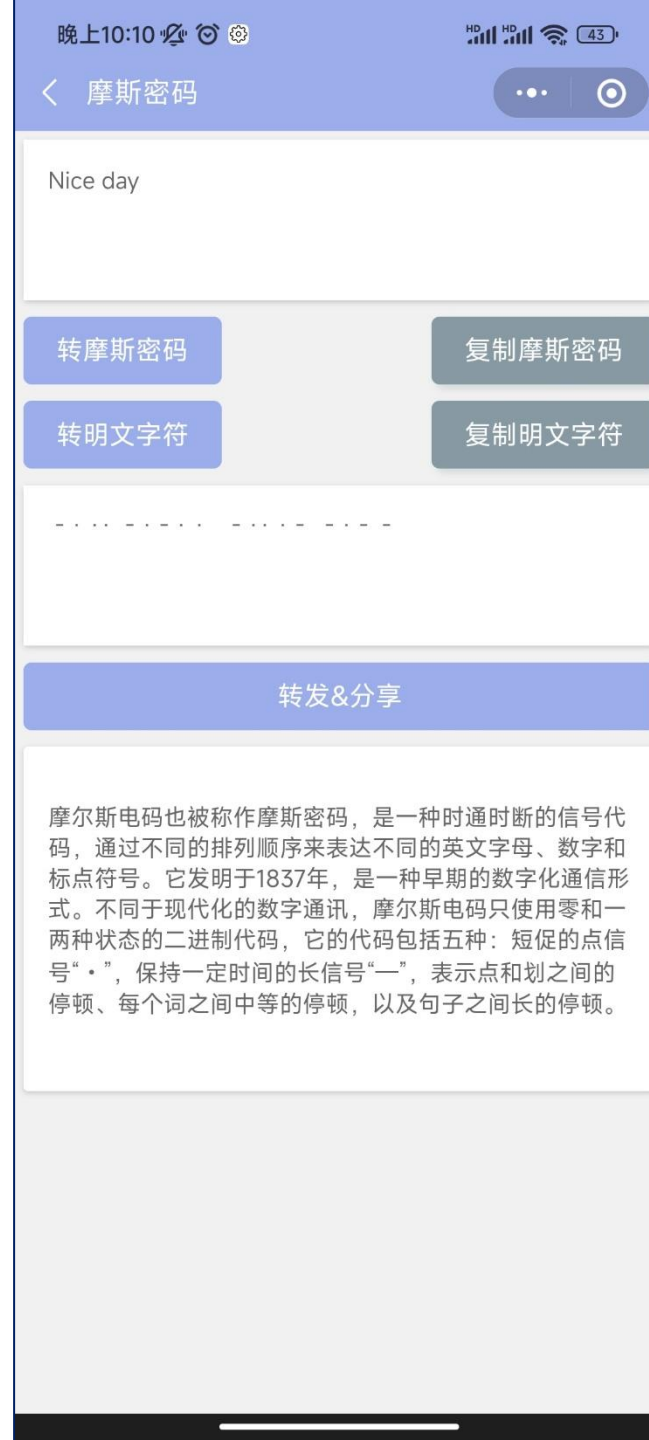 晚上10:10
HD HD 43
摩斯密码
Nice day
转摩斯密码 复制摩斯密码
转明文字符 复制明文字符
-· ·· -·-· · -·· ·- -·--
转发&分享
摩尔斯电码也被称作摩斯密码，是一种时通时断的信号代
码，通过不同的排列顺序来表达不同的英文字母、数字和
标点符号。它发明于1837年，是一种早期的数字化通信形
式。不同于现代化的数字通讯，摩尔斯电码只使用零和一
两种状态的二进制代码，它的代码包括五种：短促的点信
号“・”，保持一定时间的长信号“—”，表示点和划之间的
停顿、每个词之间中等的停顿，以及句子之间长的停顿。